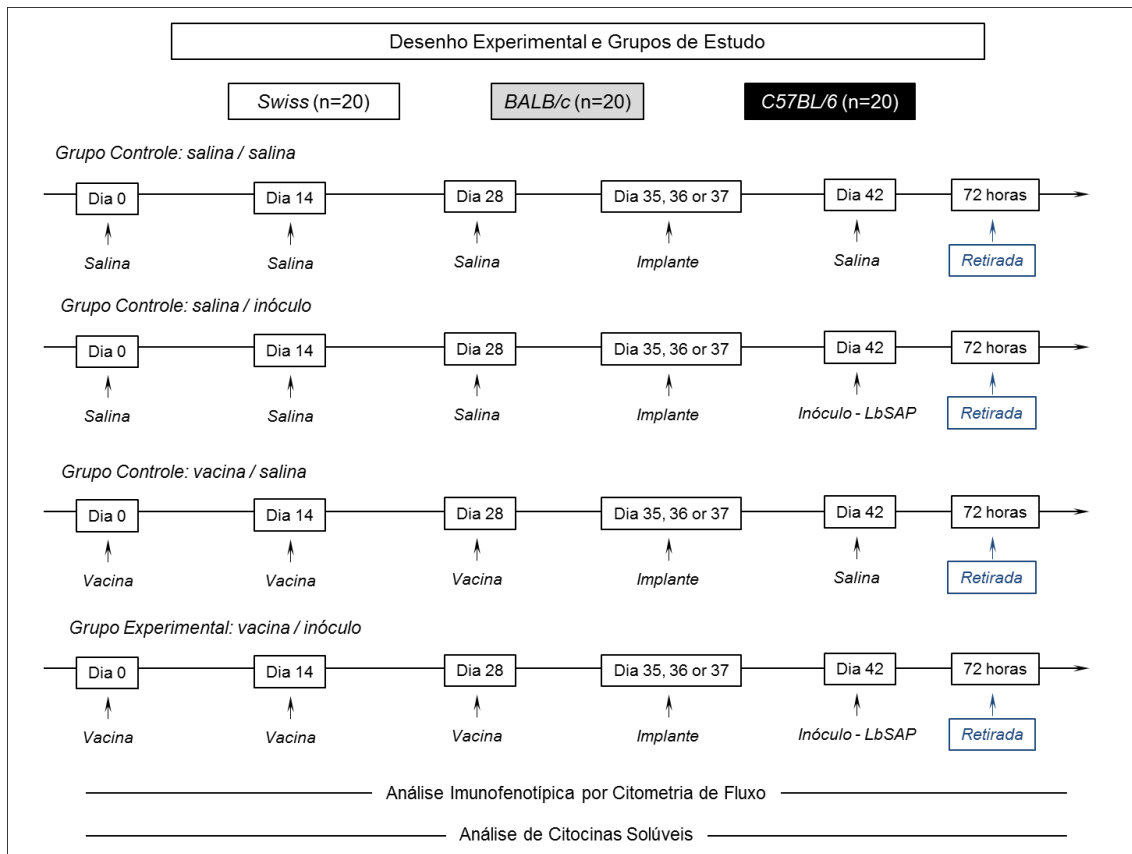 Desenho Experimental e Grupos de Estudo
Swiss (n=20) BALB/c (n=20) C57BL/6 (n=20)
Grupo Controle: salina / salina
Dia 0 Dia 14 Dia 28 Dia 35, 36 or 37 Dia 42 72 horas
Salina Salina Salina Implante Salina Retirada
Grupo Controle: salina / inóculo
Dia 0 Dia 14 Dia 28 Dia 35, 36 or 37 Dia 42 72 horas
Salina Salina Salina Implante Inóculo - LbSAP Retirada
Grupo Controle: vacina / salina
Dia 0 Dia 14 Dia 28 Dia 35, 36 or 37 Dia 42 72 horas
Vacina Vacina Vacina Implante Salina Retirada
Grupo Experimental: vacina / inóculo
Dia 0 Dia 14 Dia 28 Dia 35, 36 or 37 Dia 42 72 horas
Vacina Vacina Vacina Implante Inóculo - LbSAP Retirada
Análise Imunofenotípica por Citometria de Fluxo
Análise de Citocinas Solúveis